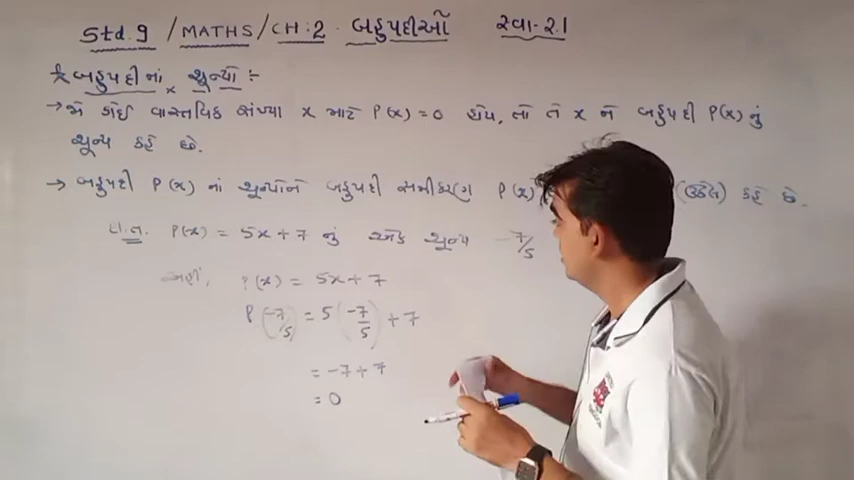 Std.9 / MATHS / CH:2 બહુપદીઓ સ્વા-2.1
* બહુપદીનાં શૂન્યો :-
→ જો કોઈ વાસ્તવિક સંખ્યા x માટે P(x) = 0 હોય, તો તે x ને બહુપદી P(x) નું
શૂન્ય કહે છે.
→ બહુપદી P(x) નાં શૂન્યોને બહુપદી સમીકરણ P(x) (ઉકેલ) કહે છે.
દા.ત. P(x) = 5x + 7 નું એક શૂન્ય -7/5
અહીં, P(x) = 5x + 7
P(-7/5) = 5(-7/5) + 7
= -7 + 7
= 0